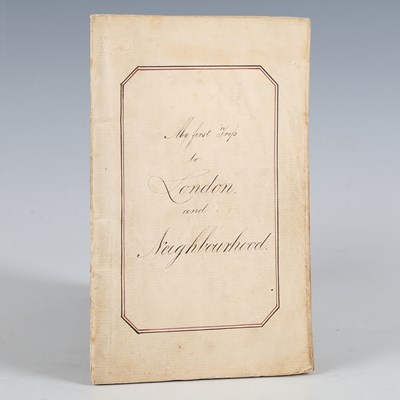 My first Trip
to
London.
and
Neighbourhood.